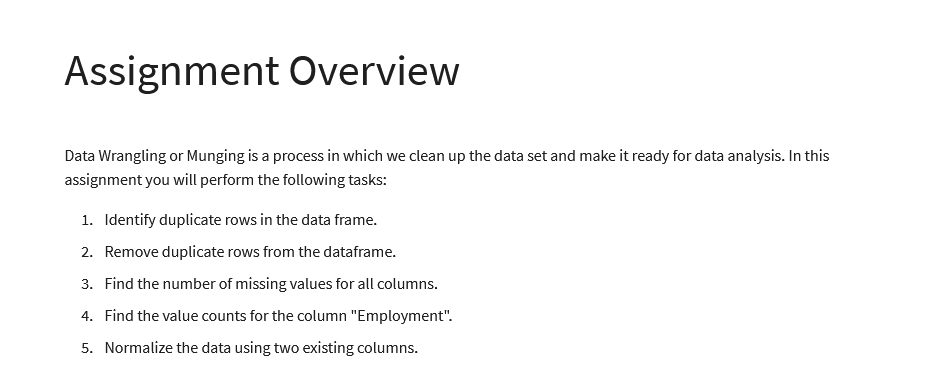 Assignment Overview
Data Wrangling or Munging is a process in which we clean up the data set and make it ready for data analysis. In this
assignment you will perform the following tasks:
1. Identify duplicate rows in the data frame.
2. Remove duplicate rows from the dataframe.
3. Find the number of missing values for all columns.
4. Find the value counts for the column "Employment".
5. Normalize the data using two existing columns.